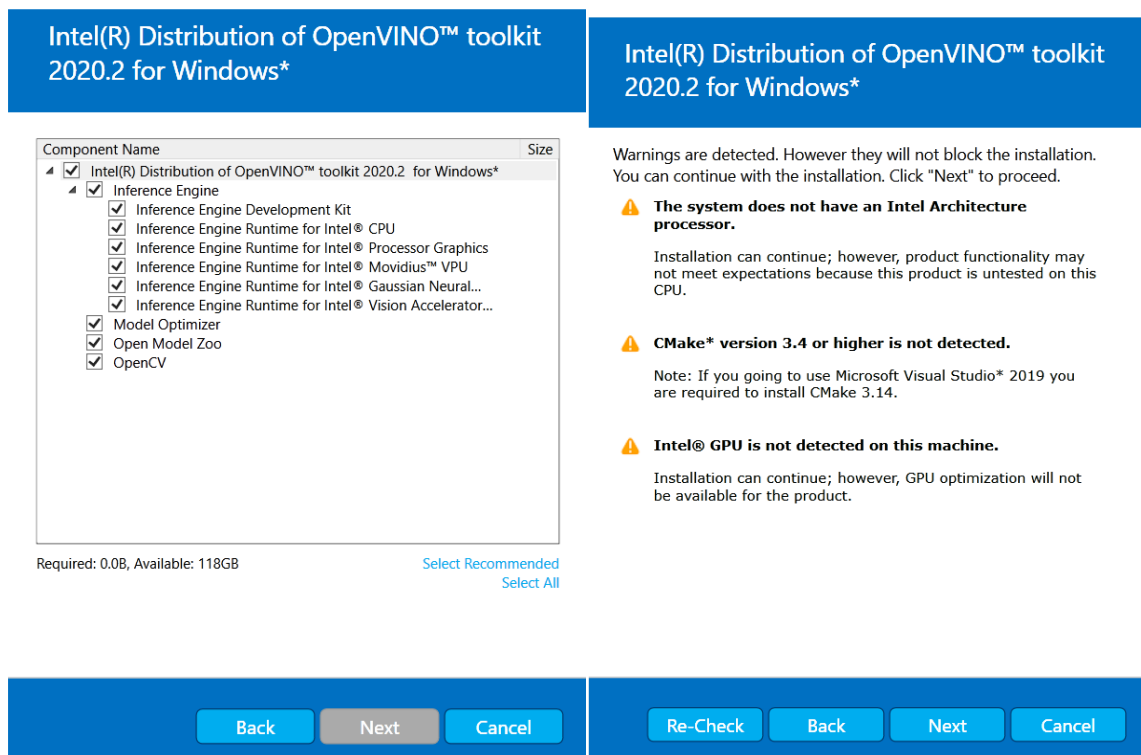 Intel(R) Distribution of OpenVINO™ toolkit
2020.2 for Windows*
Component Name Size
Intel(R) Distribution of OpenVINO™ toolkit 2020.2 for Windows*
Inference Engine
Inference Engine Development Kit
Inference Engine Runtime for Intel® CPU
Inference Engine Runtime for Intel® Processor Graphics
Inference Engine Runtime for Intel® Movidius™ VPU
Inference Engine Runtime for Intel® Gaussian Neural...
Inference Engine Runtime for Intel® Vision Accelerator...
Model Optimizer
Open Model Zoo
OpenCV
Required: 0.0B, Available: 118GB
Select Recommended
Select All
Back Next Cancel
Intel(R) Distribution of OpenVINO™ toolkit
2020.2 for Windows*
Warnings are detected. However they will not block the installation.
You can continue with the installation. Click "Next" to proceed.
The system does not have an Intel Architecture
processor.
Installation can continue; however, product functionality may
not meet expectations because this product is untested on this
CPU.
CMake* version 3.4 or higher is not detected.
Note: If you going to use Microsoft Visual Studio* 2019 you
are required to install CMake 3.14.
Intel® GPU is not detected on this machine.
Installation can continue; however, GPU optimization will not
be available for the product.
Re-Check Back Next Cancel